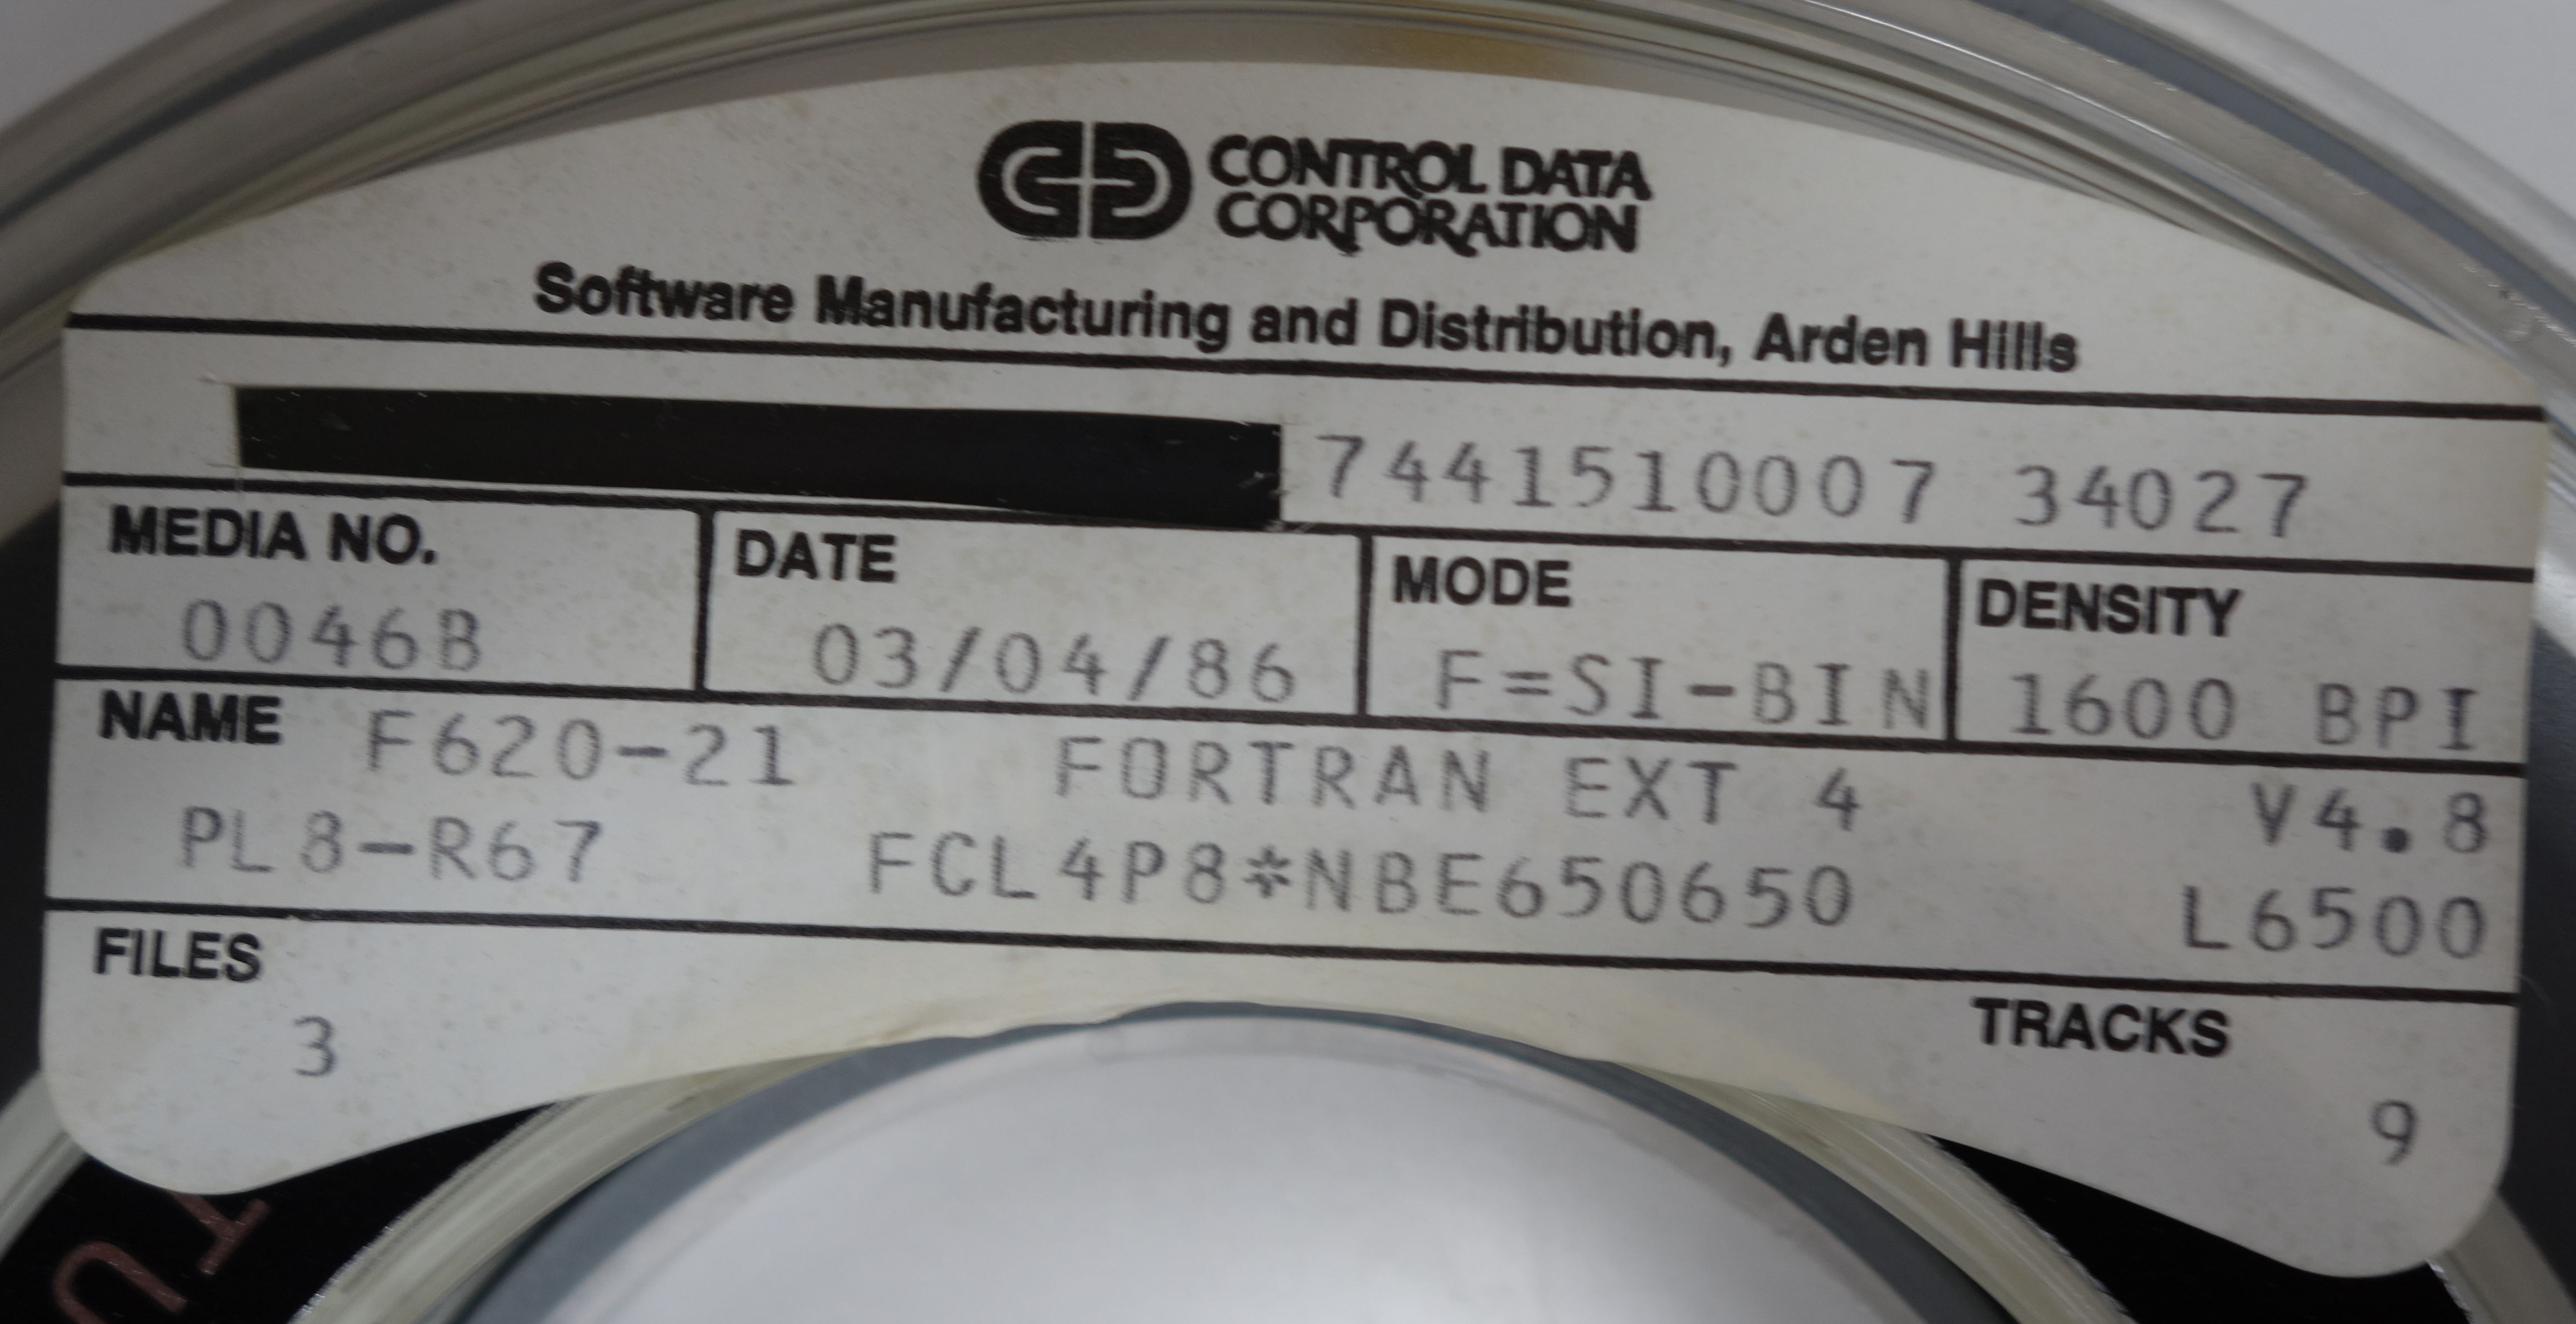 CONTROL DATA
CORPORATION
Software Manufacturing and Distribution, Arden Hills
7441510007 34027
MEDIA NO. DATE MODE DENSITY
0046B 03/04/86 F=SI-BIN 1600 BPI
NAME F620-21 FORTRAN EXT 4 V4.8
PL8-R67 FCL4P8*NBE650650 L6500
FILES TRACKS
3 9
TU